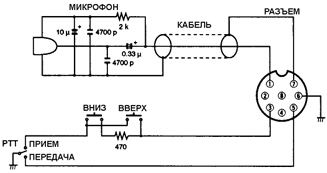 МИКРОФОН
КАБЕЛЬ
РАЗЪЕМ
2 k
10 μ
4700 p
0.33 μ
4700 p
1
7
2
8
6
3
4
5
ВНИЗ
ВВЕРХ
PTT
ПРИЕМ
470
ПЕРЕДАЧА